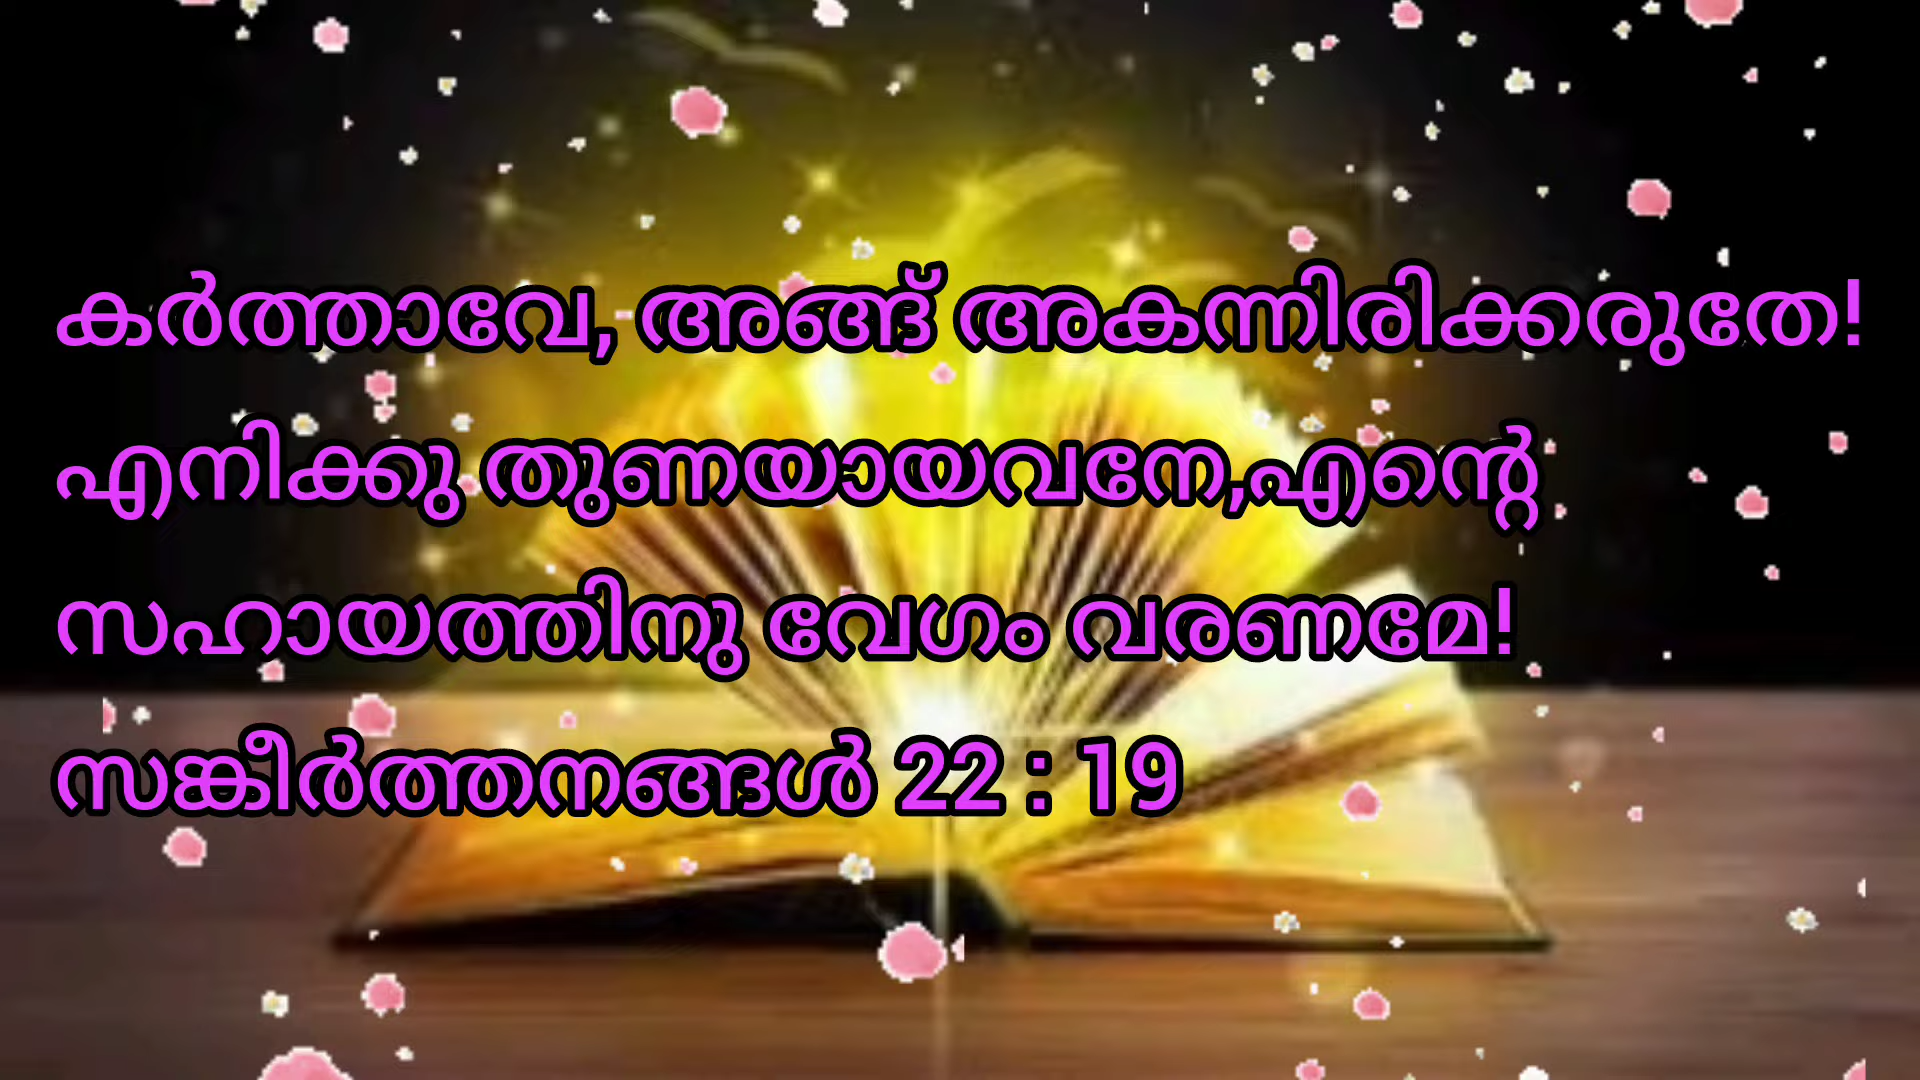 കർത്താവേ, അങ്ങ് അകന്നിരിക്കരുതേ!
എനിക്കു തുണയായവനേ,എന്റെ
സഹായത്തിനു വേഗം വരണമേ!
സങ്കീർത്തനങ്ങൾ 22 : 19